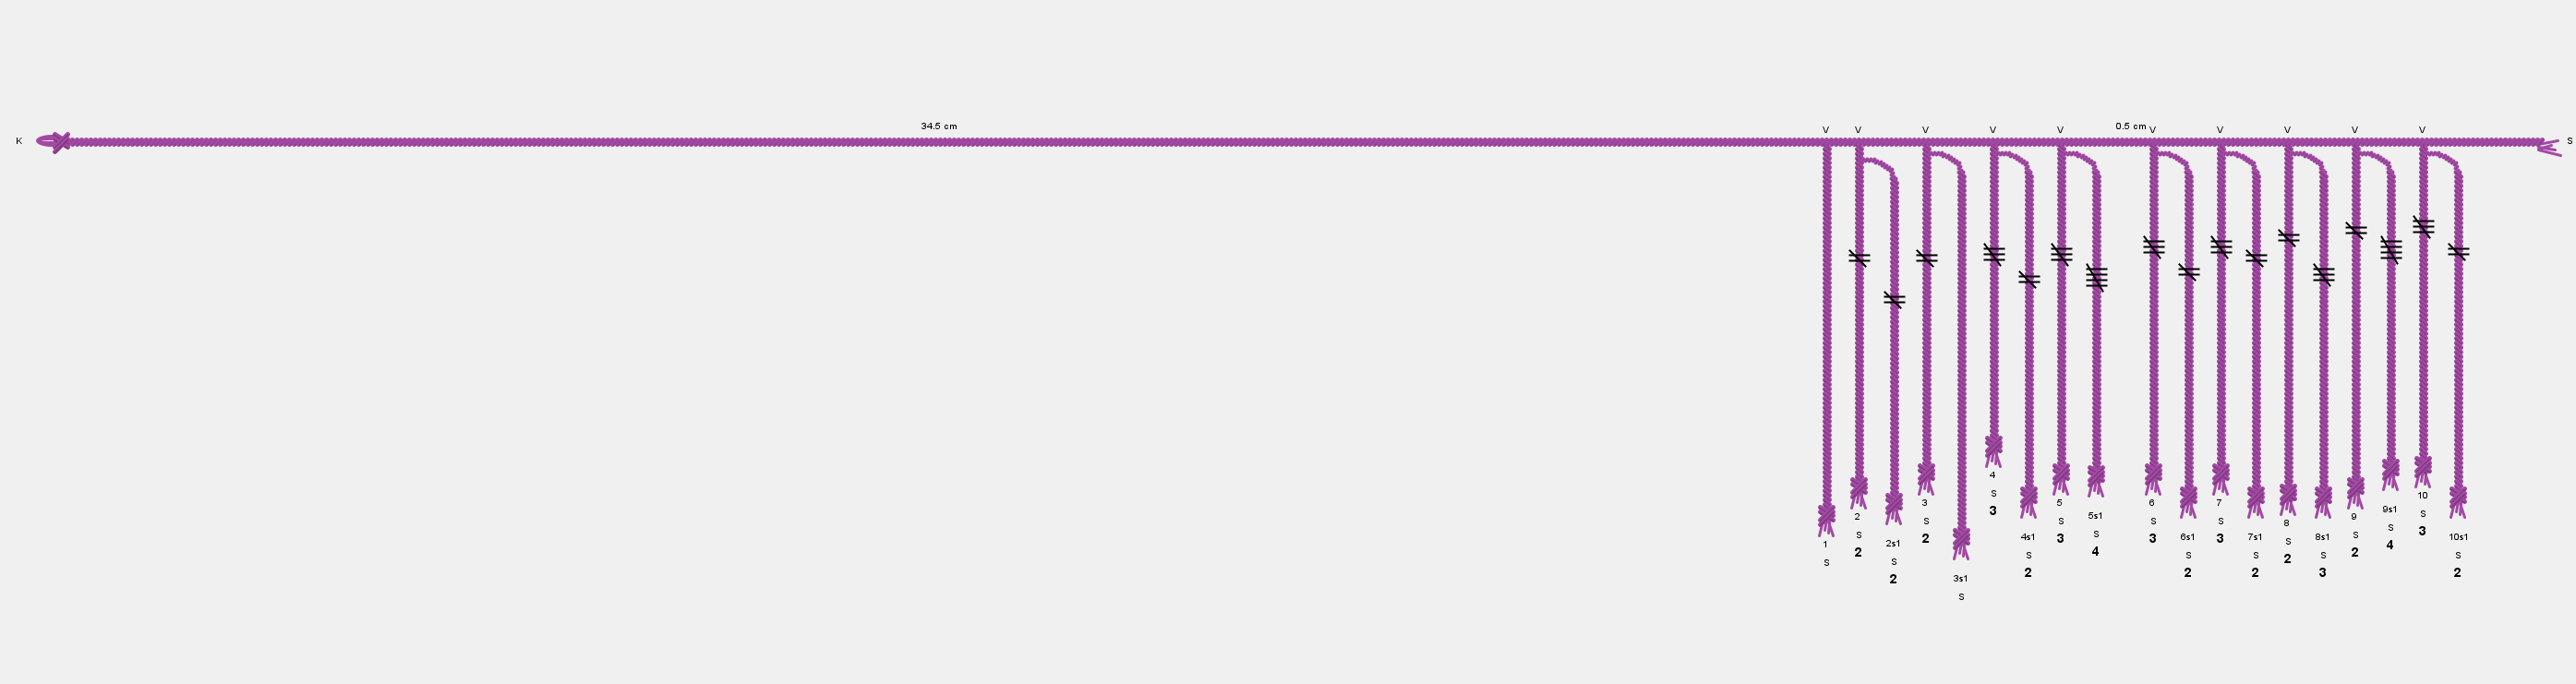 34.5 cm
V V V V V 0.5 cm V V V V V
K S
1 S
2 S 2
2s1 S 2
3 S 2
3s1 S
4 S 3
4s1 S 2
5 S 3
5s1 S 4
6 S 3
6s1 S 2
7 S 3
7s1 S 2
8 S 2
8s1 S 3
9 S 2
9s1 S 4
10 S 3
10s1 S 2